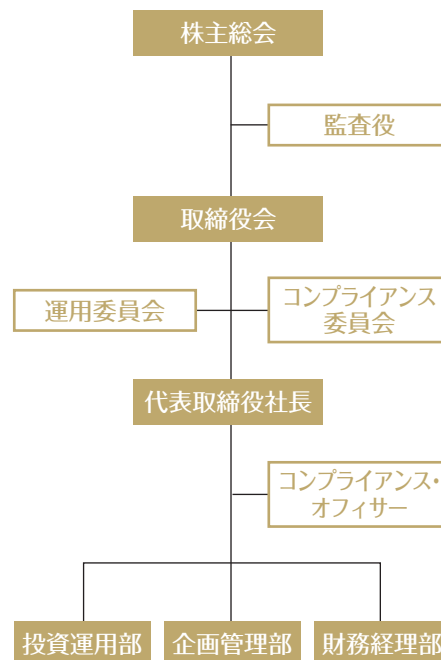 株主総会
監査役
取締役会
運用委員会
コンプライアンス
委員会
代表取締役社長
コンプライアンス・
オフィサー
投資運用部
企画管理部
財務経理部